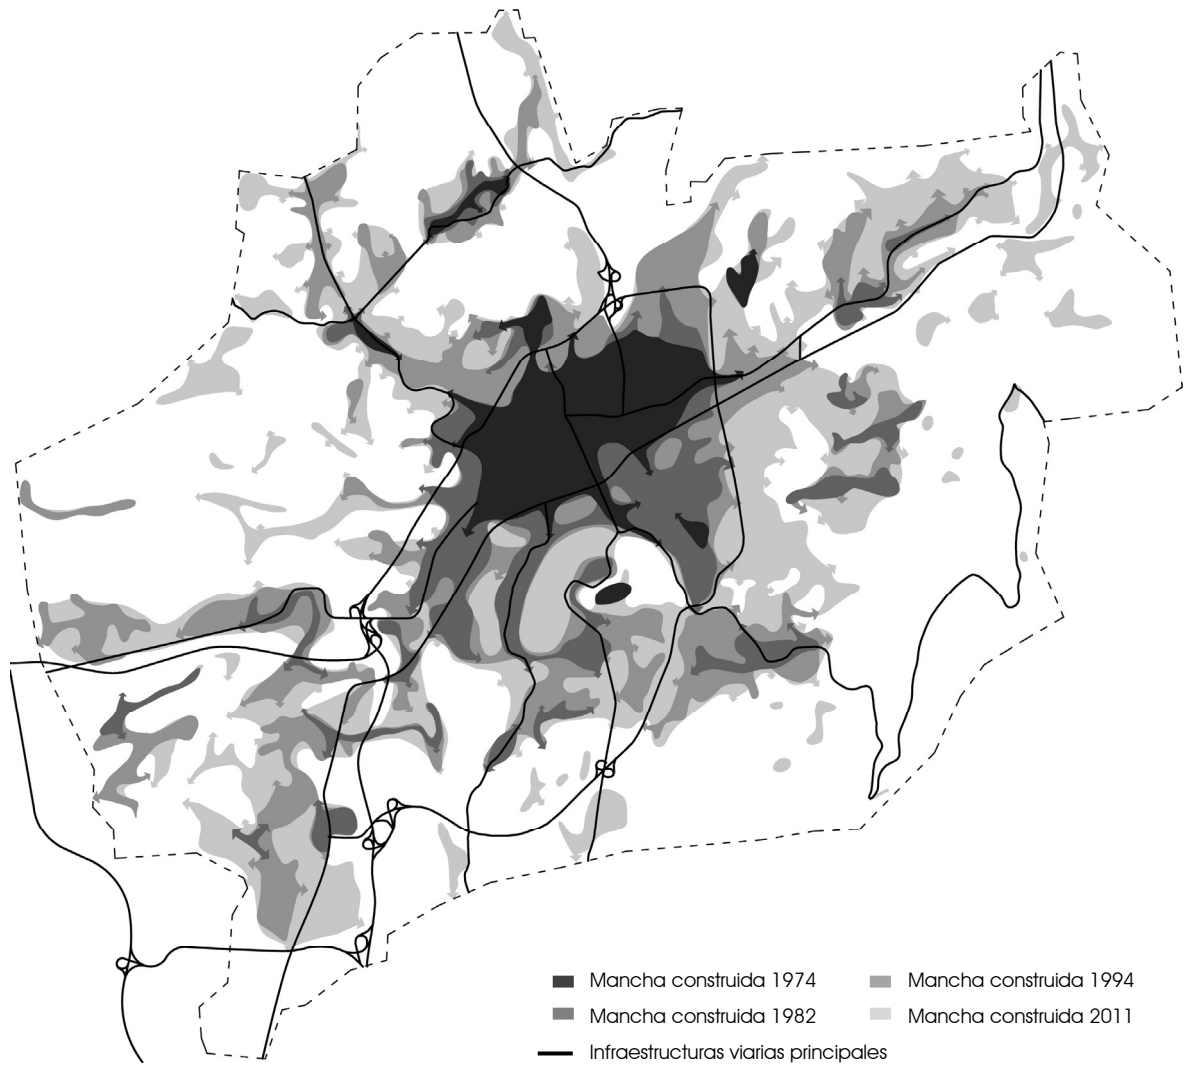 Mancha construida 1974
Mancha construida 1994
Mancha construida 1982
Mancha construida 2011
Infraestructuras viarias principales